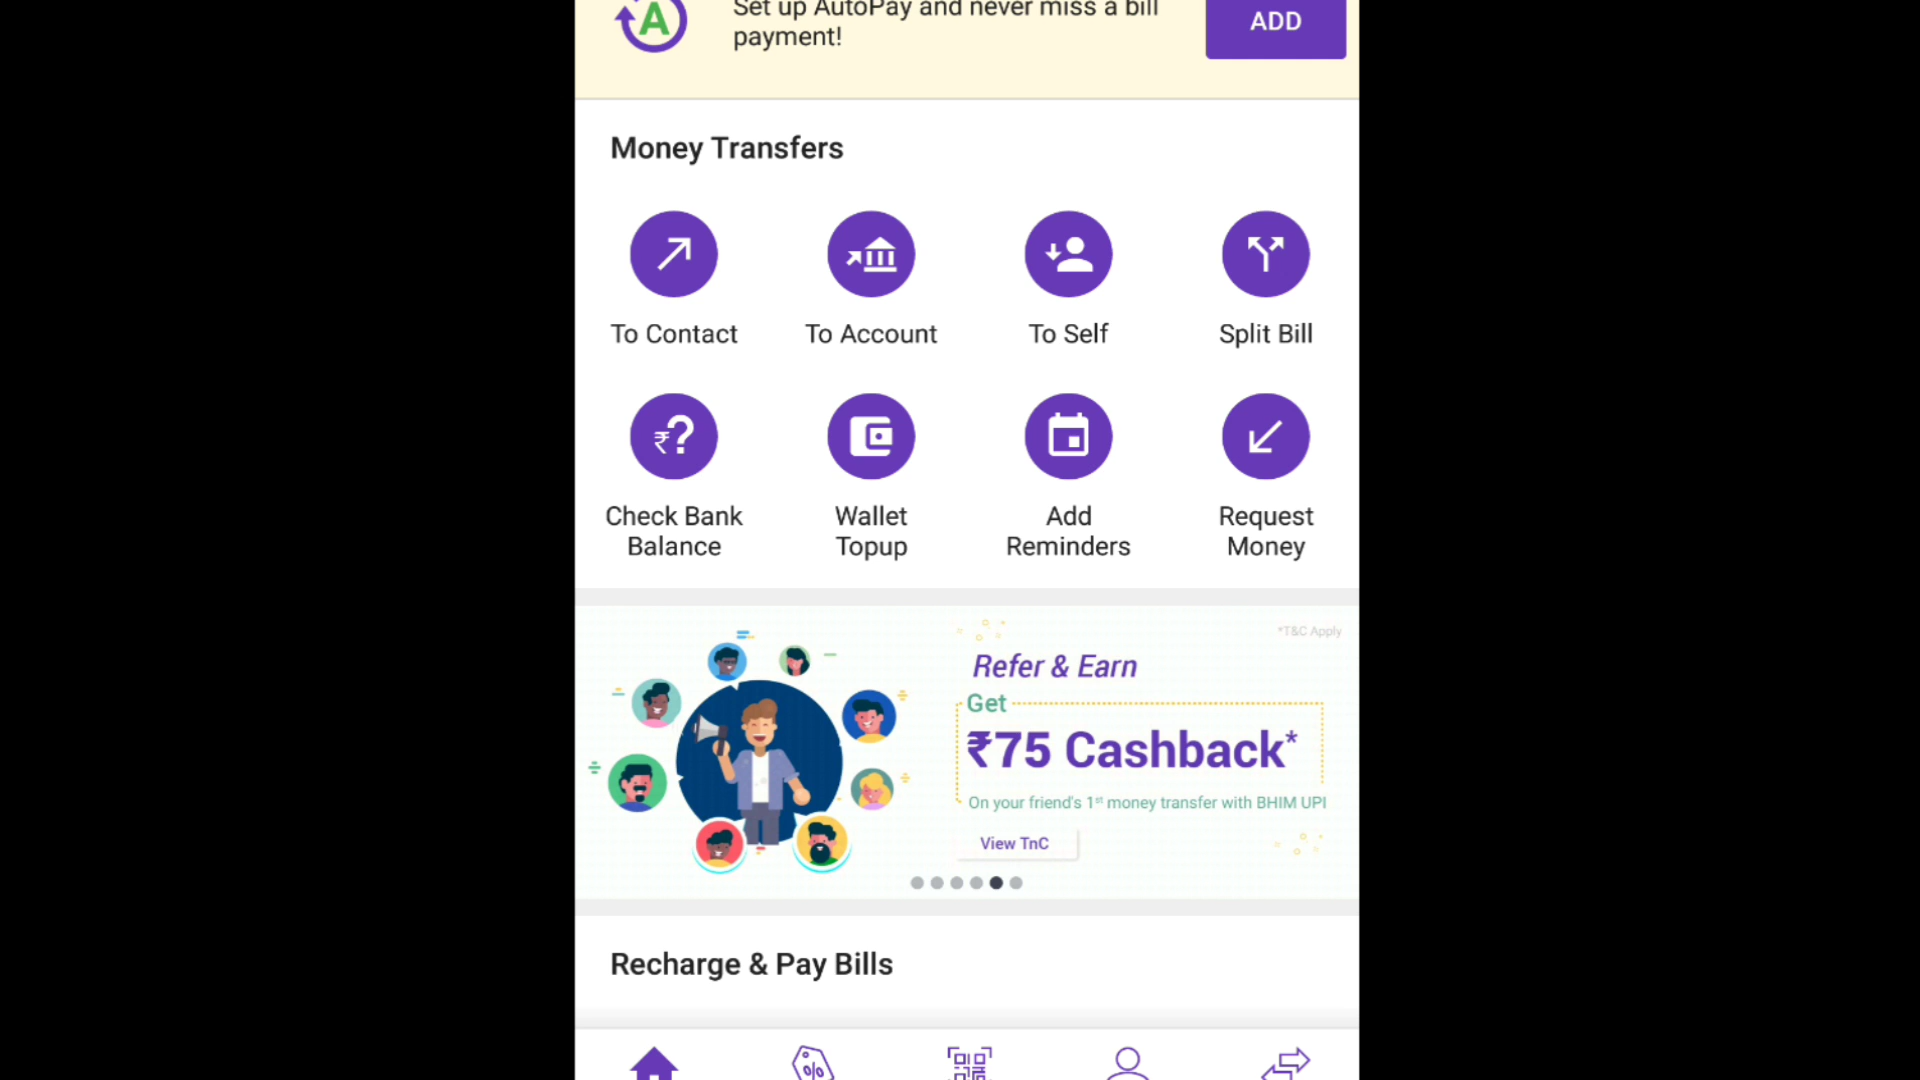 Set up AutoPay and never miss a bill
payment!
ADD
Money Transfers
To Contact
To Account
To Self
Split Bill
Check Bank
Balance
Wallet
Topup
Add
Reminders
Request
Money
*T&C Apply
Refer & Earn
Get
₹75 Cashback*
On your friend's 1st money transfer with BHIM UPI
View TnC
Recharge & Pay Bills